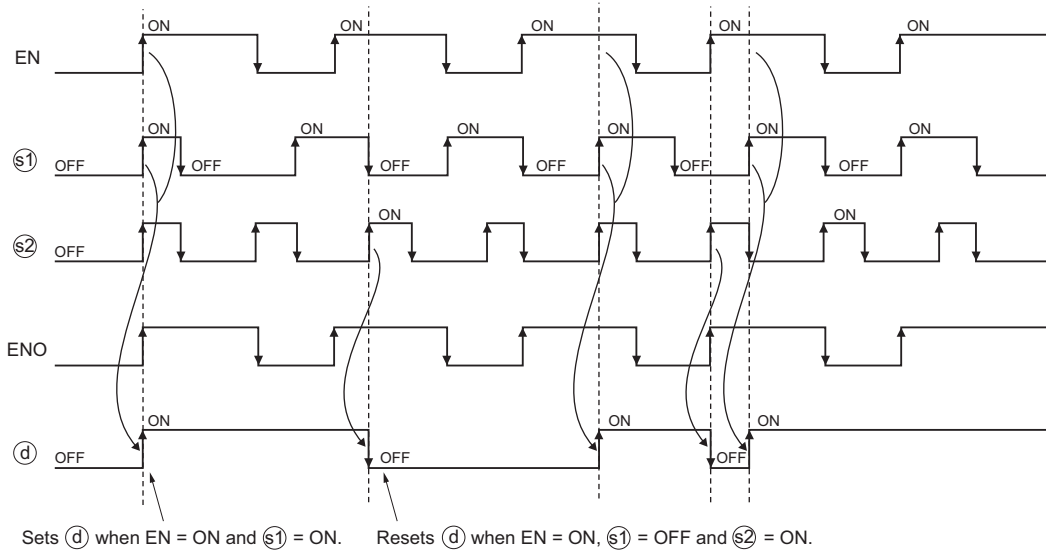 ON ON ON ON ON
EN
ON ON ON ON ON ON
s1 OFF OFF OFF OFF OFF OFF
ON ON
s2 OFF
ENO
ON ON ON
d OFF OFF OFF
Sets d when EN = ON and s1 = ON. Resets d when EN = ON, s1 = OFF and s2 = ON.